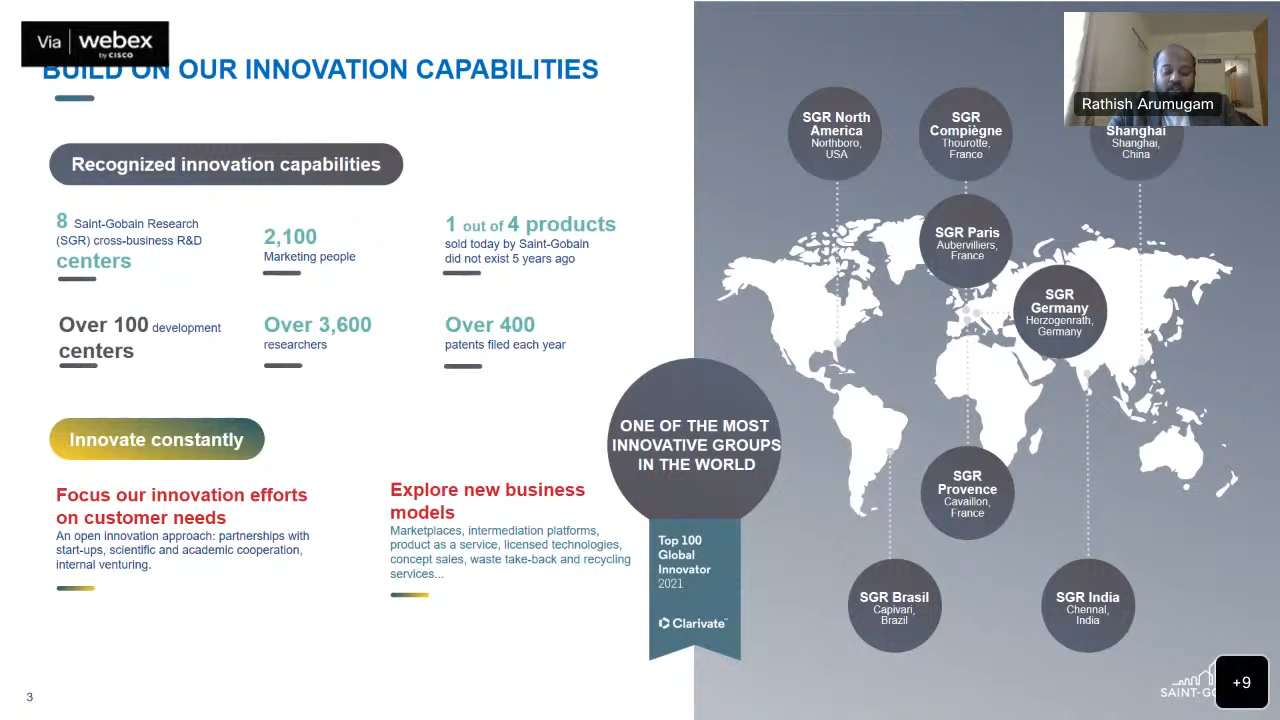 Via webex
by CISCO
BUILD ON OUR INNOVATION CAPABILITIES
Recognized innovation capabilities
8 Saint-Gobain Research
(SGR) cross-business R&D
centers
2,100
Marketing people
1 out of 4 products
sold today by Saint-Gobain
did not exist 5 years ago
Over 100 development
centers
Over 3,600
researchers
Over 400
patents filed each year
Innovate constantly
Focus our innovation efforts
on customer needs
An open innovation approach: partnerships with
start-ups, scientific and academic cooperation,
internal venturing.
Explore new business
models
Marketplaces, intermediation platforms,
product as a service, licensed technologies,
concept sales, waste take-back and recycling
services...
ONE OF THE MOST
INNOVATIVE GROUPS
IN THE WORLD
Top 100
Global
Innovator
2021
Clarivate™
SGR North
America
Northboro,
USA
SGR
Compiègne
Thourotte,
France
Shanghai
Shanghai,
China
SGR Paris
Aubervilliers,
France
SGR
Germany
Herzogenrath,
Germany
SGR
Provence
Cavaillon,
France
SGR Brasil
Capivari,
Brazil
SGR India
Chennal,
India
Rathish Arumugam
SAINT-GO
+9
3